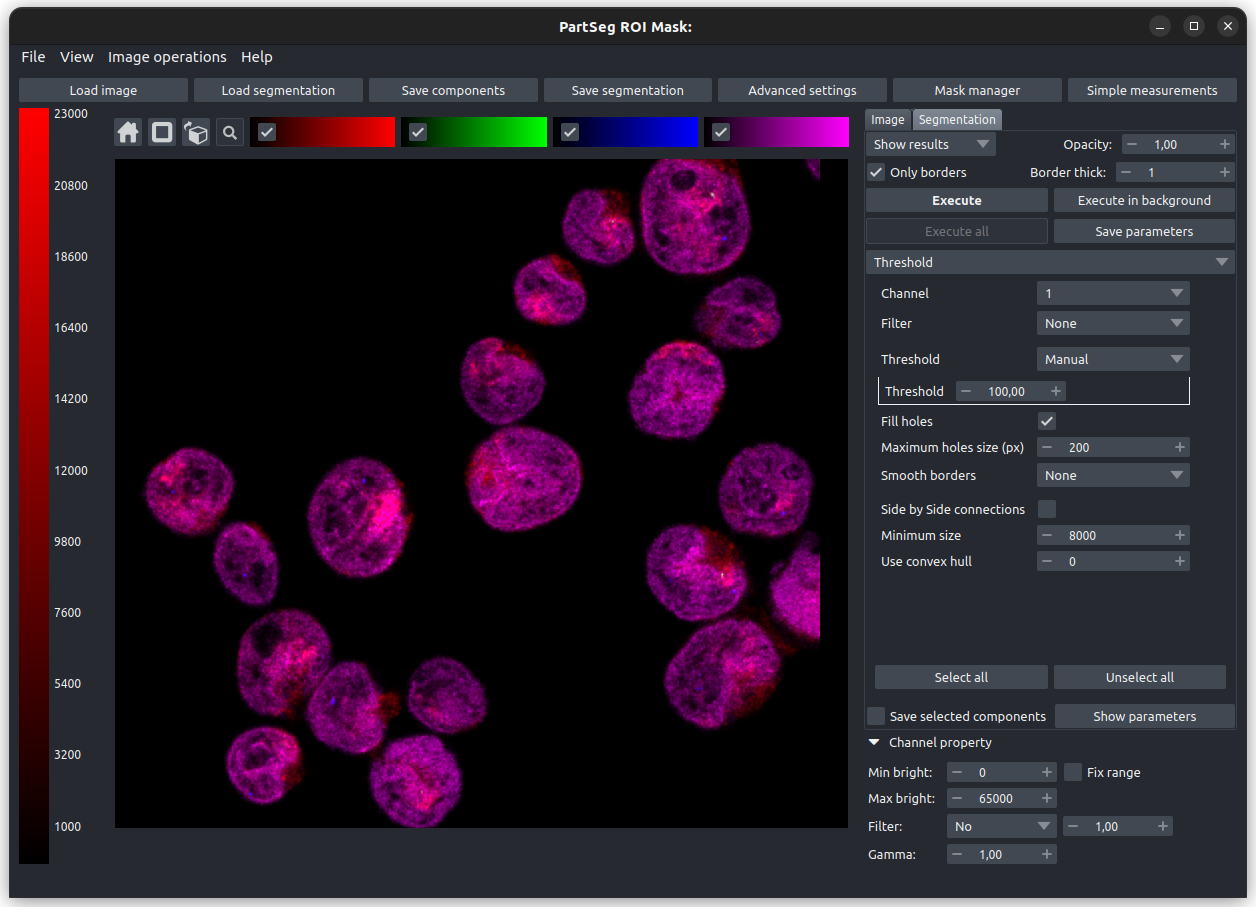 PartSeg ROI Mask:
File View Image operations Help
Load image Load segmentation Save components Save segmentation Advanced settings Mask manager Simple measurements
23000
20800
18600
16400
14200
12000
9800
7600
5400
3200
1000
Image Segmentation
Show results Opacity: 1,00
Only borders Border thick: 1
Execute Execute in background
Execute all Save parameters
Threshold
Channel 1
Filter None
Threshold Manual
Threshold 100,00
Fill holes
Maximum holes size (px) 200
Smooth borders None
Side by Side connections
Minimum size 8000
Use convex hull 0
Select all Unselect all
Save selected components Show parameters
Channel property
Min bright: 0 Fix range
Max bright: 65000
Filter: No 1,00
Gamma: 1,00